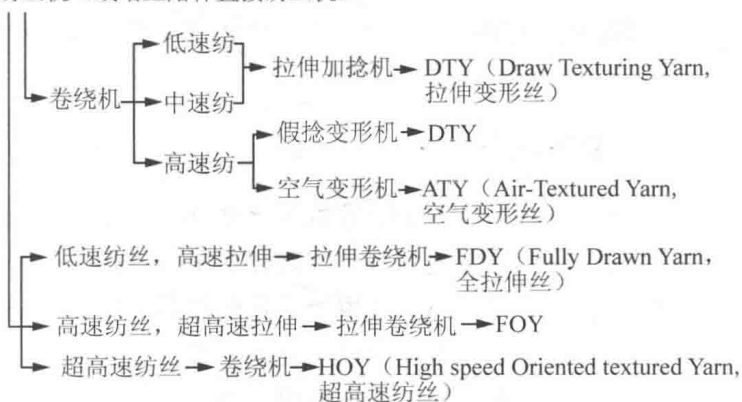 低速纺
拉伸加捻机 DTY（Draw Texturing Yarn,
拉伸变形丝）
卷绕机 中速纺
假捻变形机 DTY
高速纺
空气变形机 ATY（Air-Textured Yarn,
空气变形丝）
低速纺丝，高速拉伸 拉伸卷绕机 FDY（Fully Drawn Yarn，
全拉伸丝）
高速纺丝，超高速拉伸 拉伸卷绕机 FOY
超高速纺丝 卷绕机 HOY（High speed Oriented textured Yarn,
超高速纺丝）